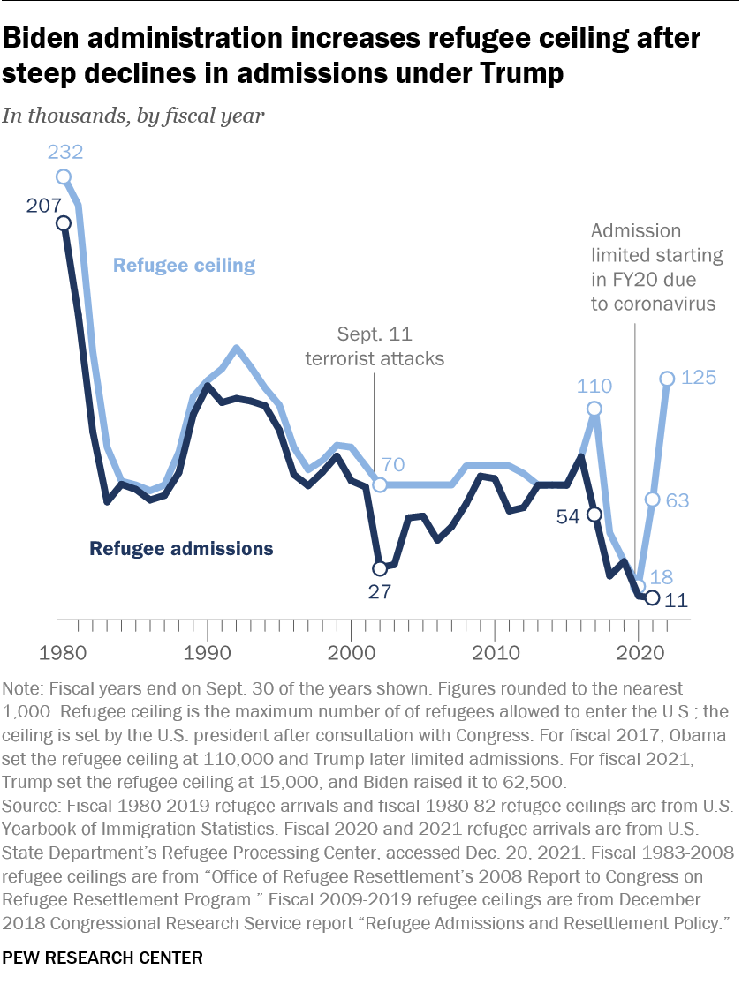 Biden administration increases refugee ceiling after
steep declines in admissions under Trump
In thousands, by fiscal year
232
207
Refugee ceiling
Admission
limited starting
in FY20 due
to coronavirus
Sept. 11
terrorist attacks
110
125
70
63
54
Refugee admissions
27
18
11
1980
1990
2000
2010
2020
Note: Fiscal years end on Sept. 30 of the years shown. Figures rounded to the nearest
1,000. Refugee ceiling is the maximum number of of refugees allowed to enter the U.S.; the
ceiling is set by the U.S. president after consultation with Congress. For fiscal 2017, Obama
set the refugee ceiling at 110,000 and Trump later limited admissions. For fiscal 2021,
Trump set the refugee ceiling at 15,000, and Biden raised it to 62,500.
Source: Fiscal 1980-2019 refugee arrivals and fiscal 1980-82 refugee ceilings are from U.S.
Yearbook of Immigration Statistics. Fiscal 2020 and 2021 refugee arrivals are from U.S.
State Department’s Refugee Processing Center, accessed Dec. 20, 2021. Fiscal 1983-2008
refugee ceilings are from “Office of Refugee Resettlement’s 2008 Report to Congress on
Refugee Resettlement Program.” Fiscal 2009-2019 refugee ceilings are from December
2018 Congressional Research Service report “Refugee Admissions and Resettlement Policy.”
PEW RESEARCH CENTER